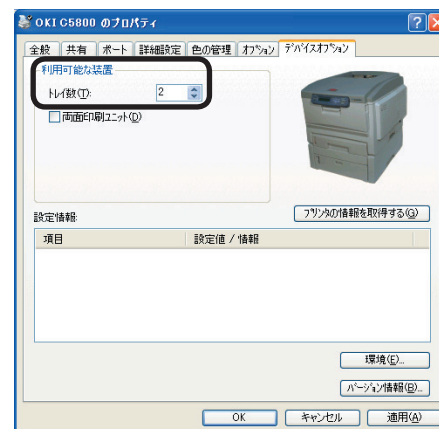 OKI C5800 のプロパティ
全般 共有 ポート 詳細設定 色の管理 オプション デバイスオプション
利用可能な装置
トレイ数(T): 2
両面印刷ユニット(D)
設定情報:
プリンタの情報を取得する(G)
項目 設定値 / 情報
環境(E)...
バージョン情報(B)...
OK キャンセル 適用(A)